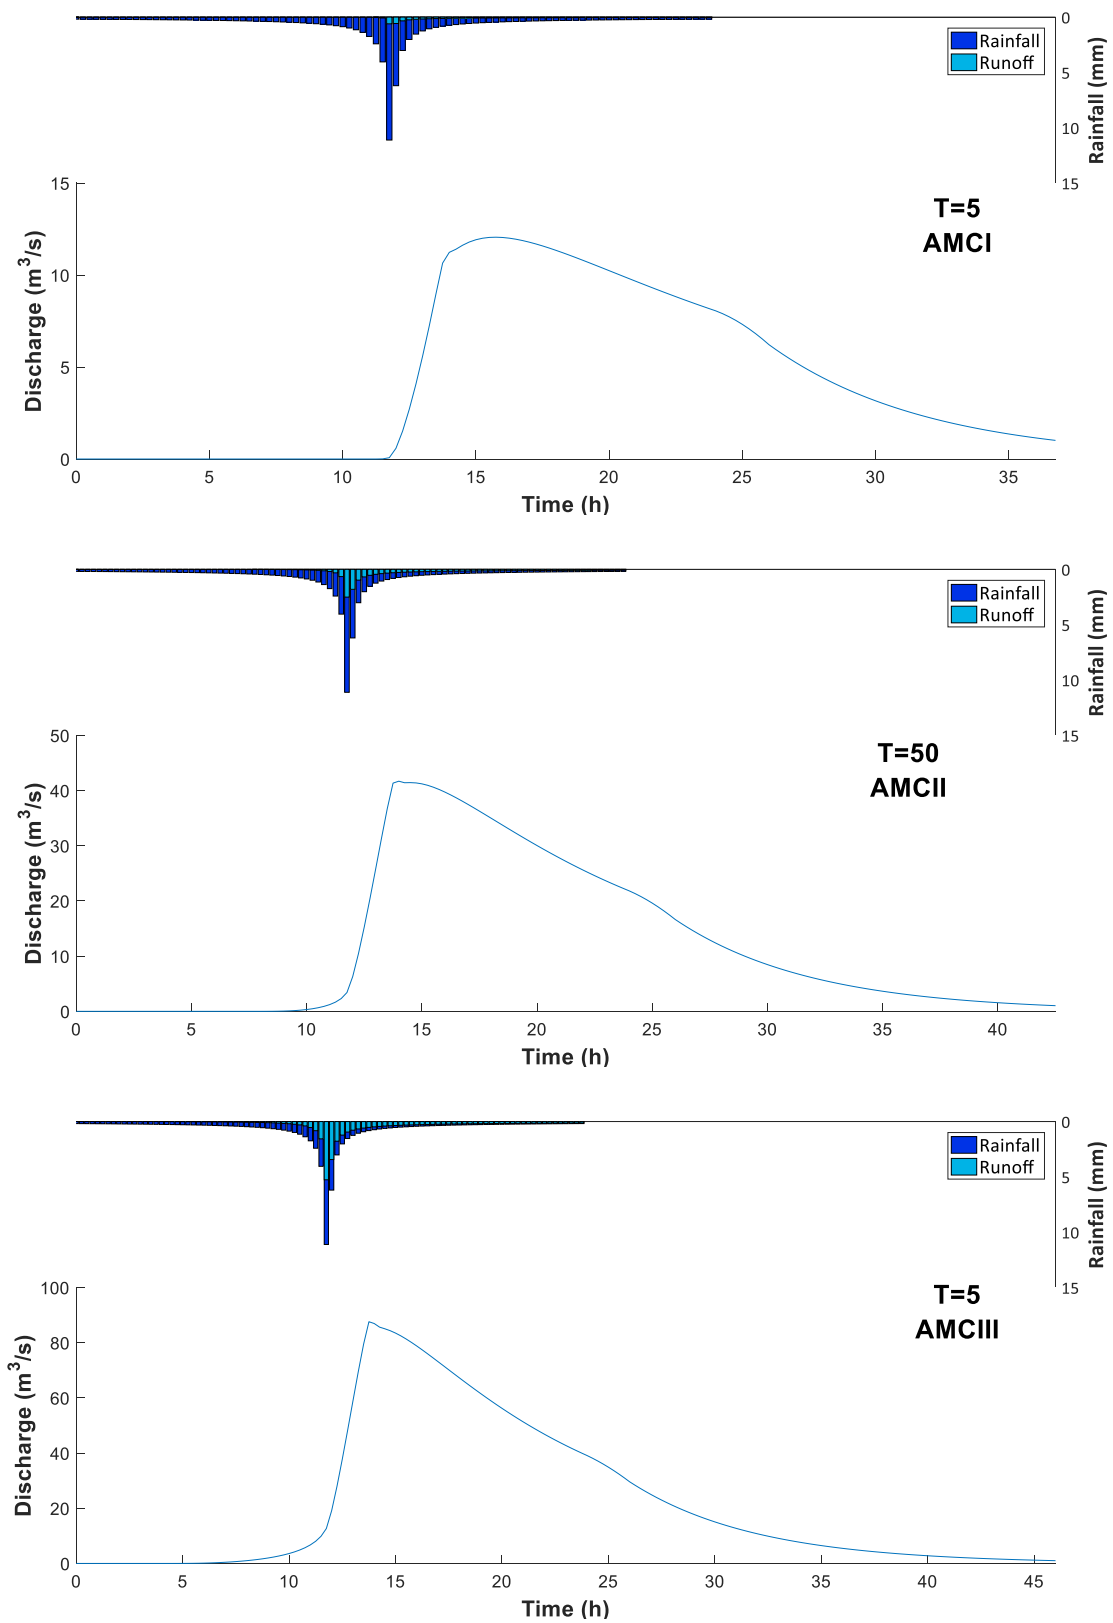 0
Rainfall
Runoff
5
10
15
Rainfall (mm)
15
10
5
0
Discharge (m³/s)
T=5
AMCI
0 5 10 15 20 25 30 35
Time (h)
0
Rainfall
Runoff
5
10
15
Rainfall (mm)
50
40
30
20
10
0
Discharge (m³/s)
T=50
AMCII
0 5 10 15 20 25 30 35 40
Time (h)
0
Rainfall
Runoff
5
10
15
Rainfall (mm)
100
80
60
40
20
0
Discharge (m³/s)
T=5
AMCIII
0 5 10 15 20 25 30 35 40 45
Time (h)